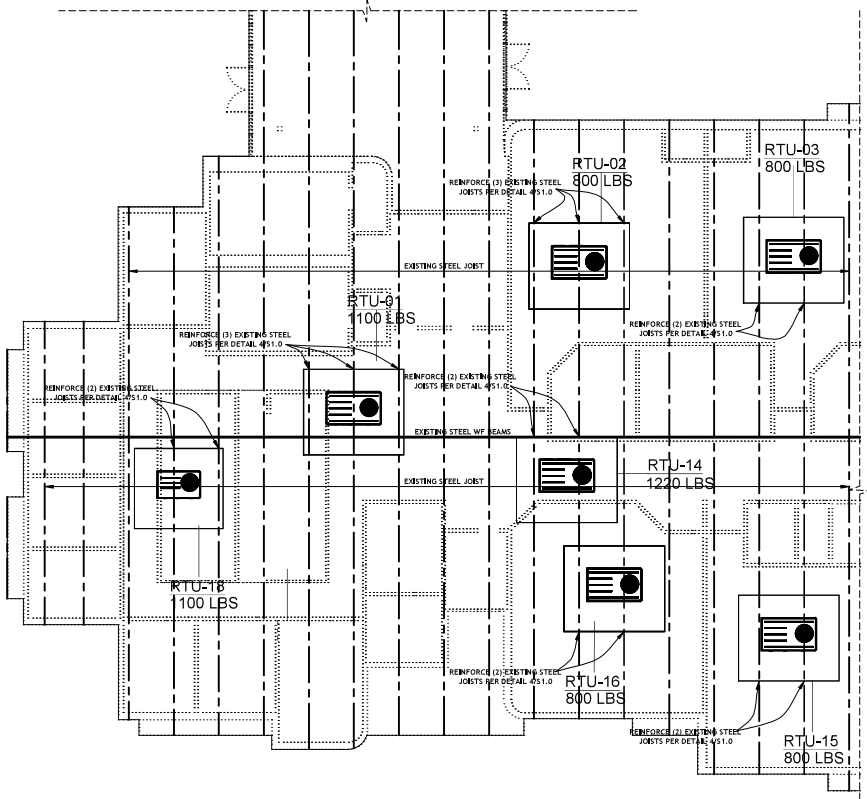 RTU-02
800 LBS
RTU-03
800 LBS
REINFORCE (3) EXISTING STEEL
JOISTS PER DETAIL 4/S1.0
EXISTING STEEL JOIST
RTU-01
1100 LBS
REINFORCE (3) EXISTING STEEL
JOISTS PER DETAIL 4/S1.0
REINFORCE (2) EXISTING STEEL
JOISTS PER DETAIL 4/S1.0
REINFORCE (2) EXISTING STEEL
JOISTS PER DETAIL 4/S1.0
REINFORCE (2) EXISTING STEEL
JOISTS PER DETAIL 4/S1.0
EXISTING STEEL WF BEAMS
RTU-14
1220 LBS
EXISTING STEEL JOIST
RTU-18
1100 LBS
REINFORCE (2) EXISTING STEEL
JOISTS PER DETAIL 4/S1.0
RTU-16
800 LBS
REINFORCE (2) EXISTING STEEL
JOISTS PER DETAIL 4/S1.0
RTU-15
800 LBS